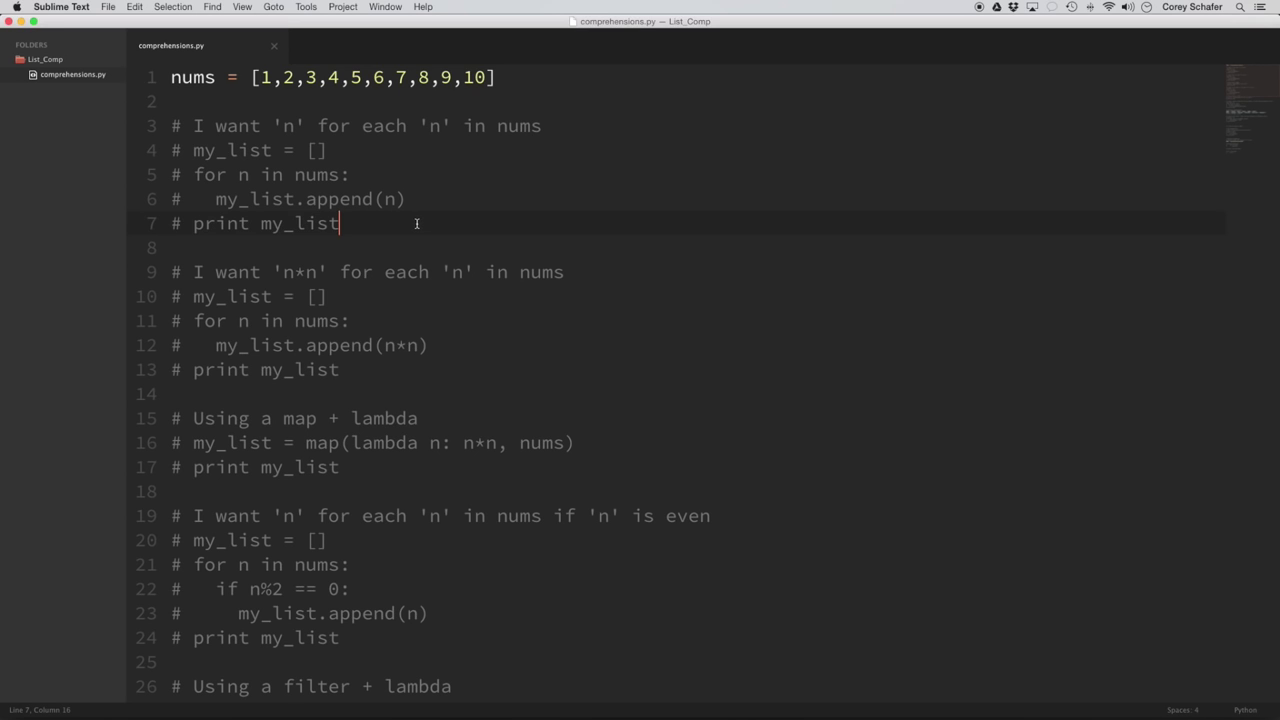 Sublime Text File Edit Selection Find View Goto Tools Project Window Help Corey Schafer
comprehensions.py — List_Comp
FOLDERS
List_Comp
comprehensions.py
comprehensions.py ×
1 nums = [1,2,3,4,5,6,7,8,9,10]
2
3 # I want 'n' for each 'n' in nums
4 # my_list = []
5 # for n in nums:
6 #   my_list.append(n)
7 # print my_list
8
9 # I want 'n*n' for each 'n' in nums
10 # my_list = []
11 # for n in nums:
12 #   my_list.append(n*n)
13 # print my_list
14
15 # Using a map + lambda
16 # my_list = map(lambda n: n*n, nums)
17 # print my_list
18
19 # I want 'n' for each 'n' in nums if 'n' is even
20 # my_list = []
21 # for n in nums:
22 #   if n%2 == 0:
23 #     my_list.append(n)
24 # print my_list
25
26 # Using a filter + lambda
Line 7, Column 16 Spaces: 4 Python